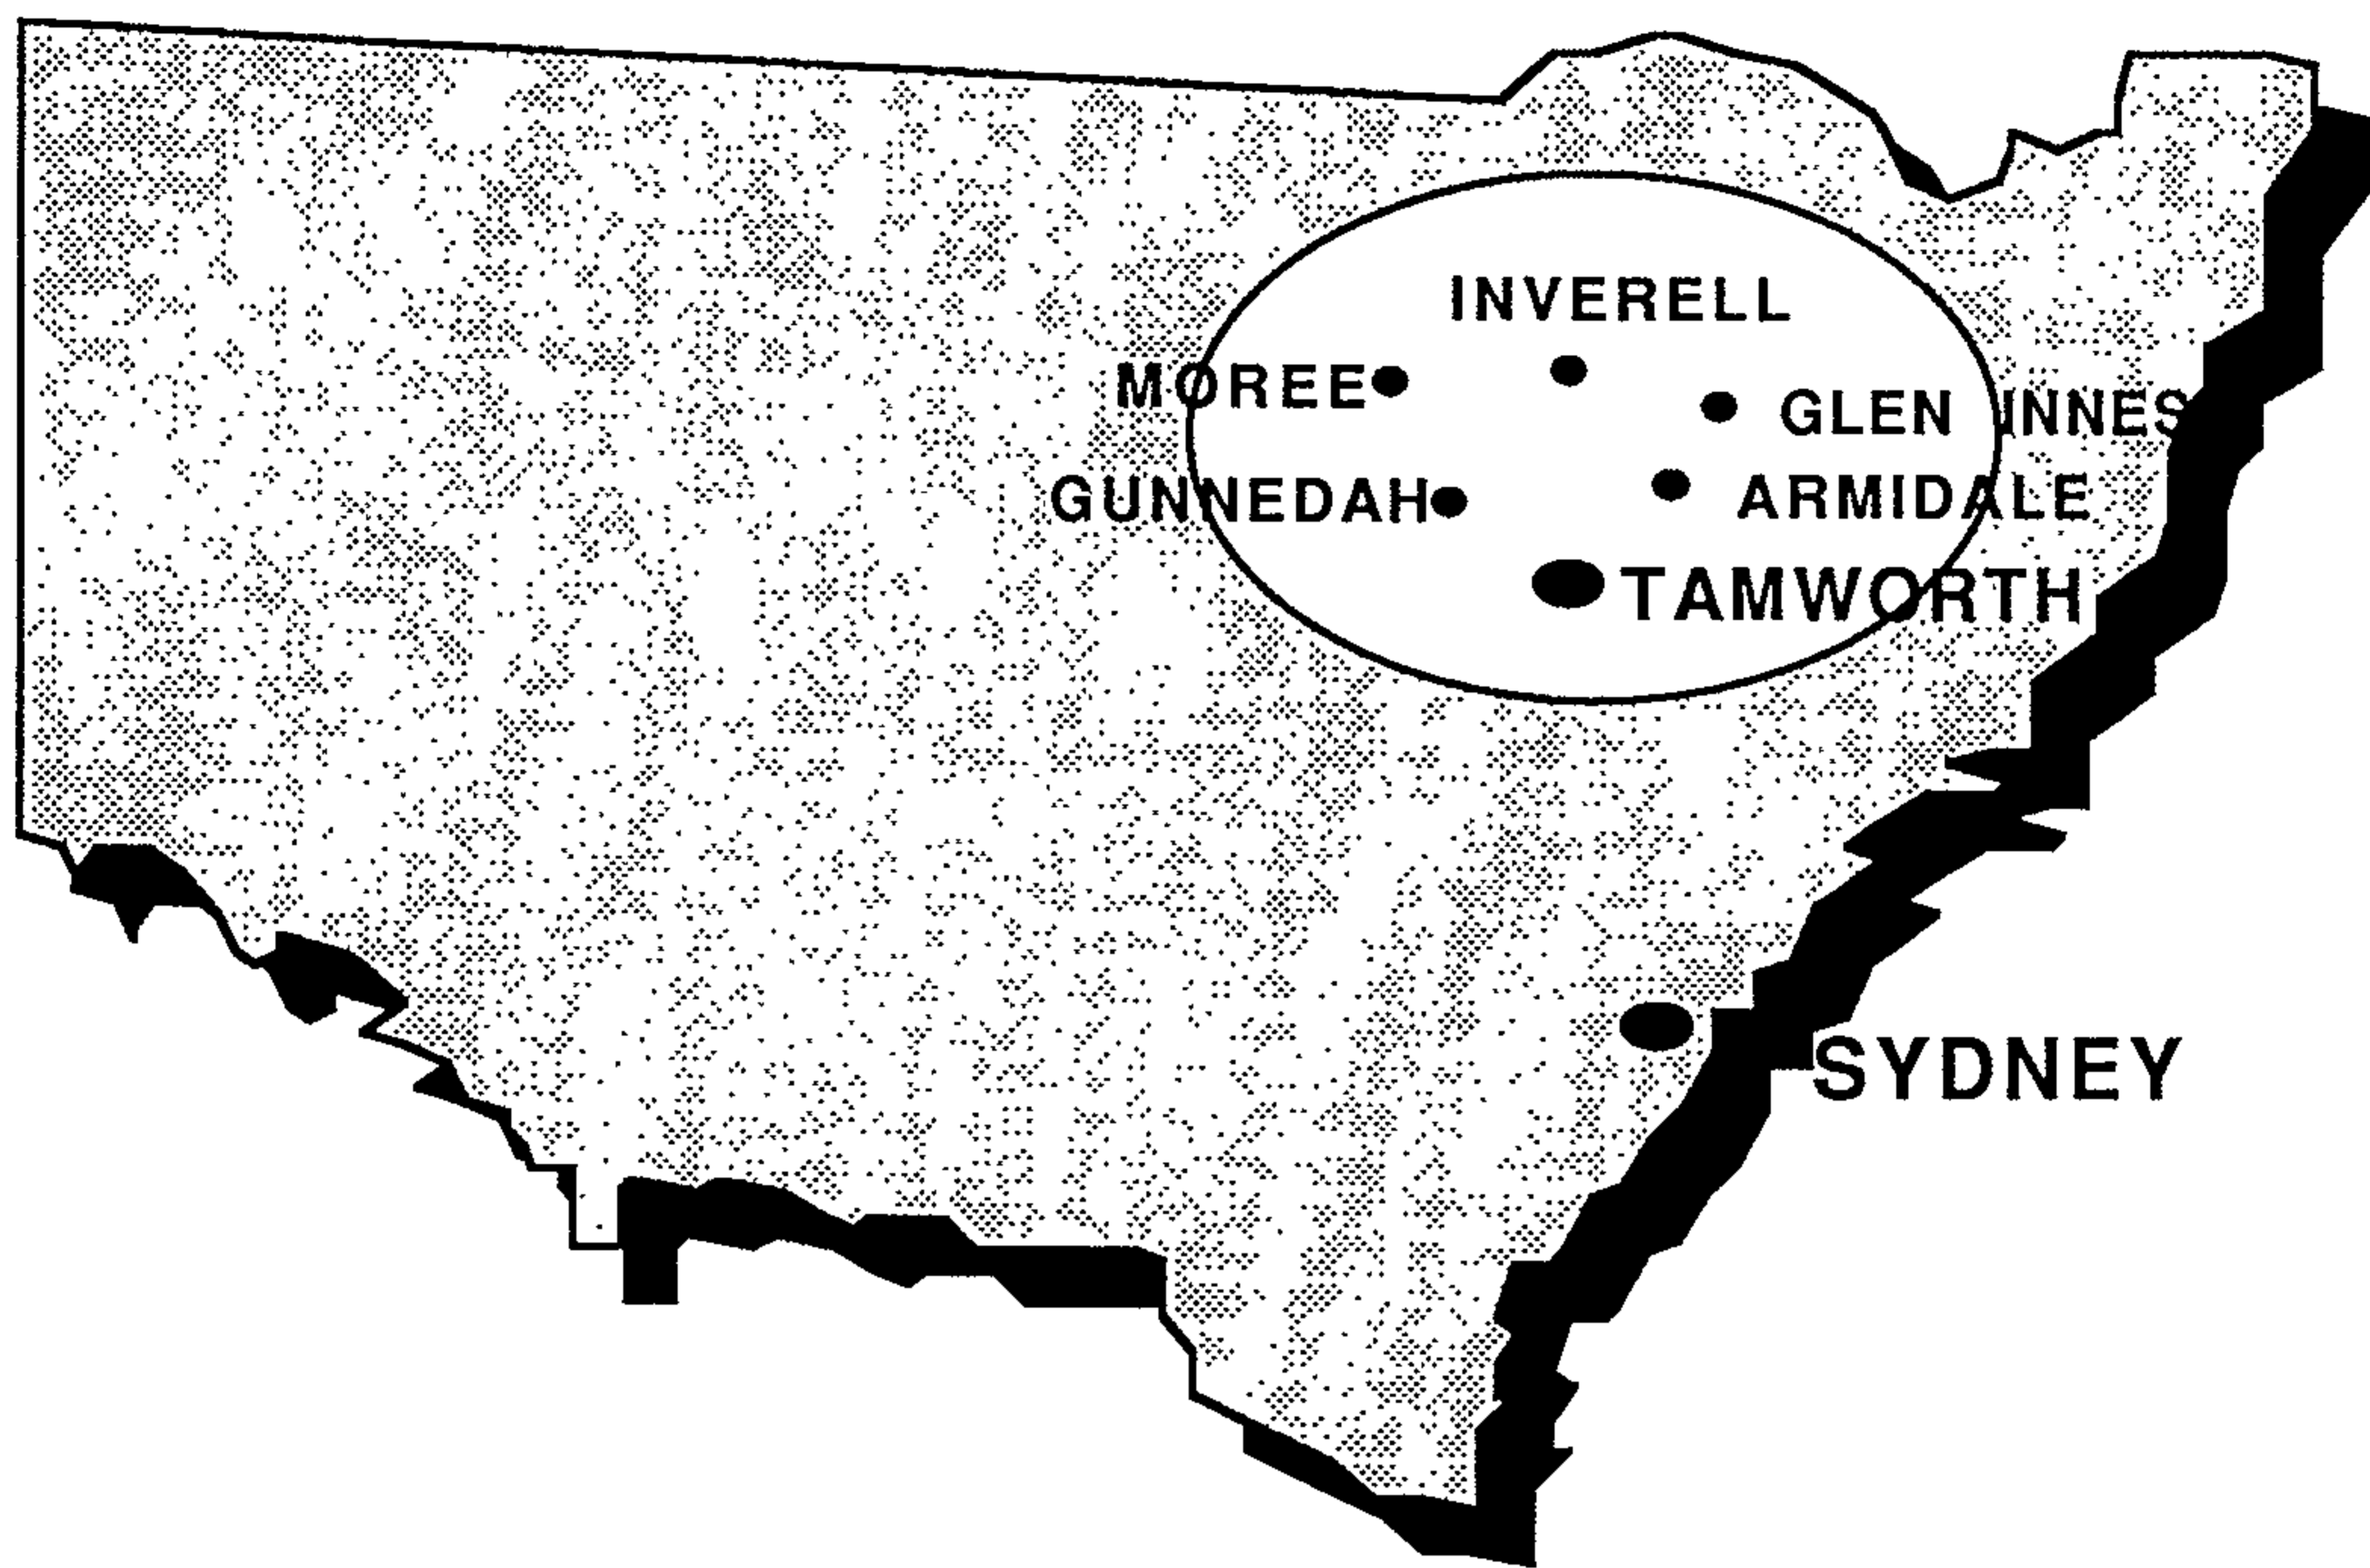 INVERELL
MOREE
GLEN INNES
GUNNEDAH
ARMIDALE
TAMWORTH
SYDNEY